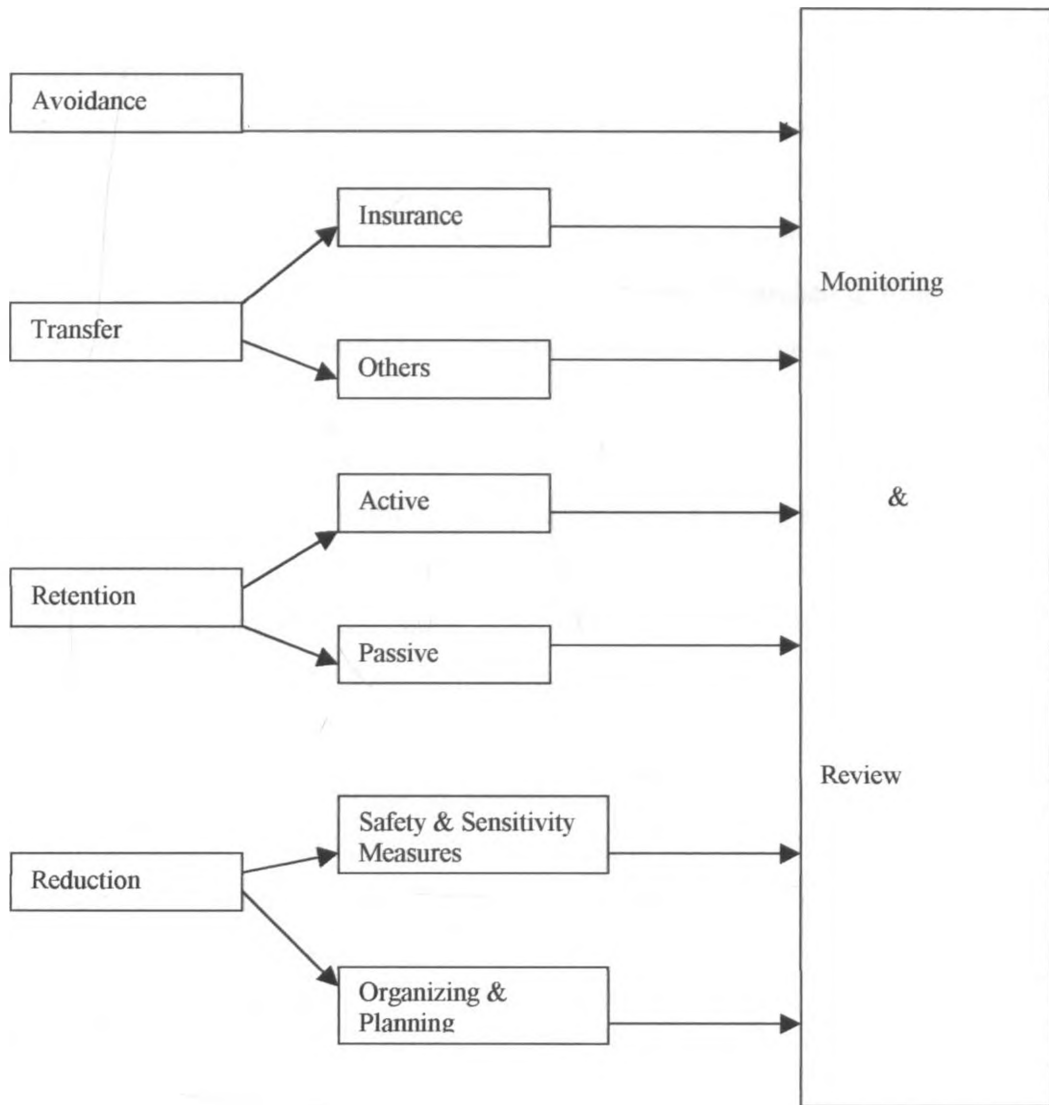 Avoidance
Insurance
Monitoring
Transfer
Others
Active
&
Retention
Passive
Review
Safety & Sensitivity
Measures
Reduction
Organizing &
Planning